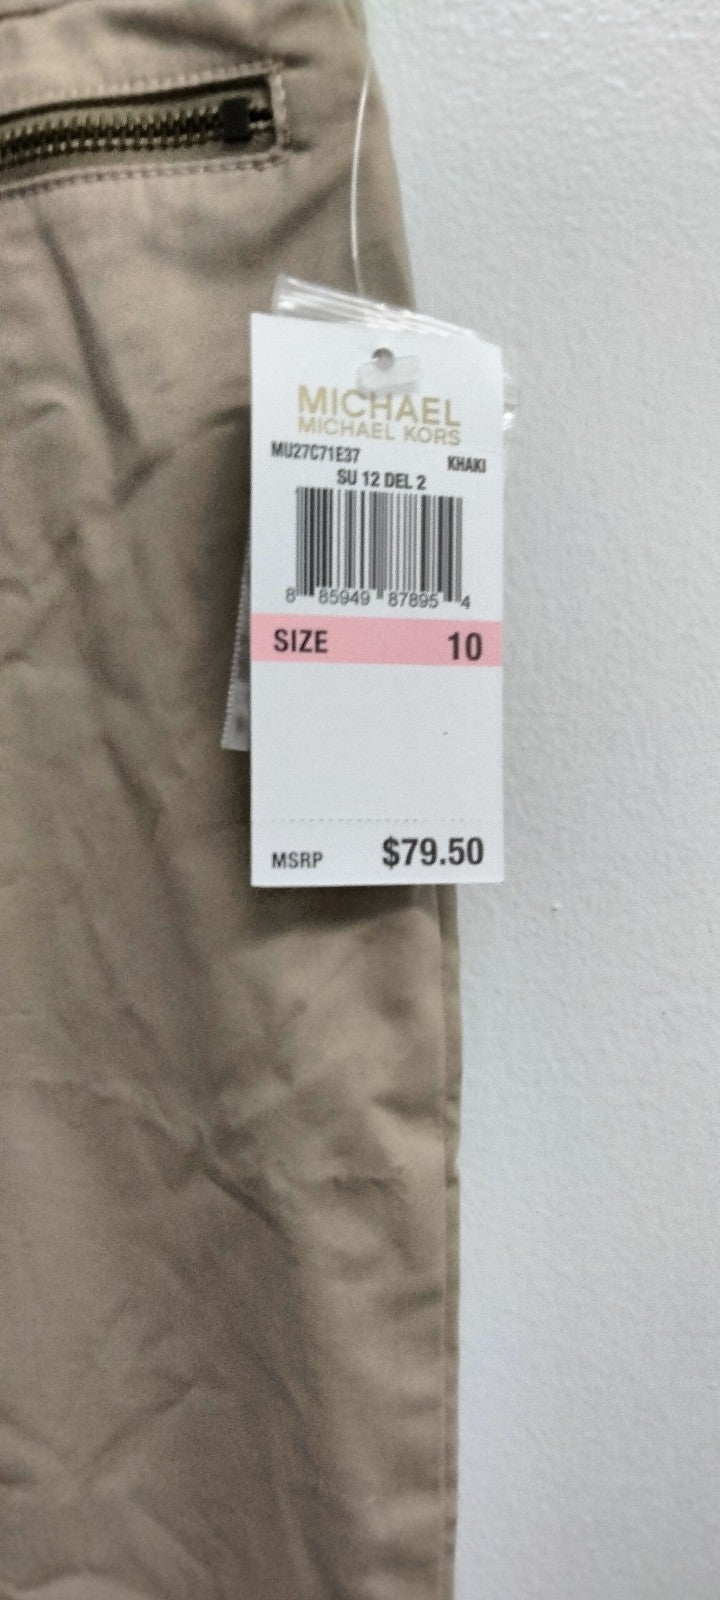 MICHAEL
MICHAEL KORS
MU27C71E37 KHAKI
SU 12 DEL 2
8 85949 87895 4
SIZE 10
MSRP $79.50